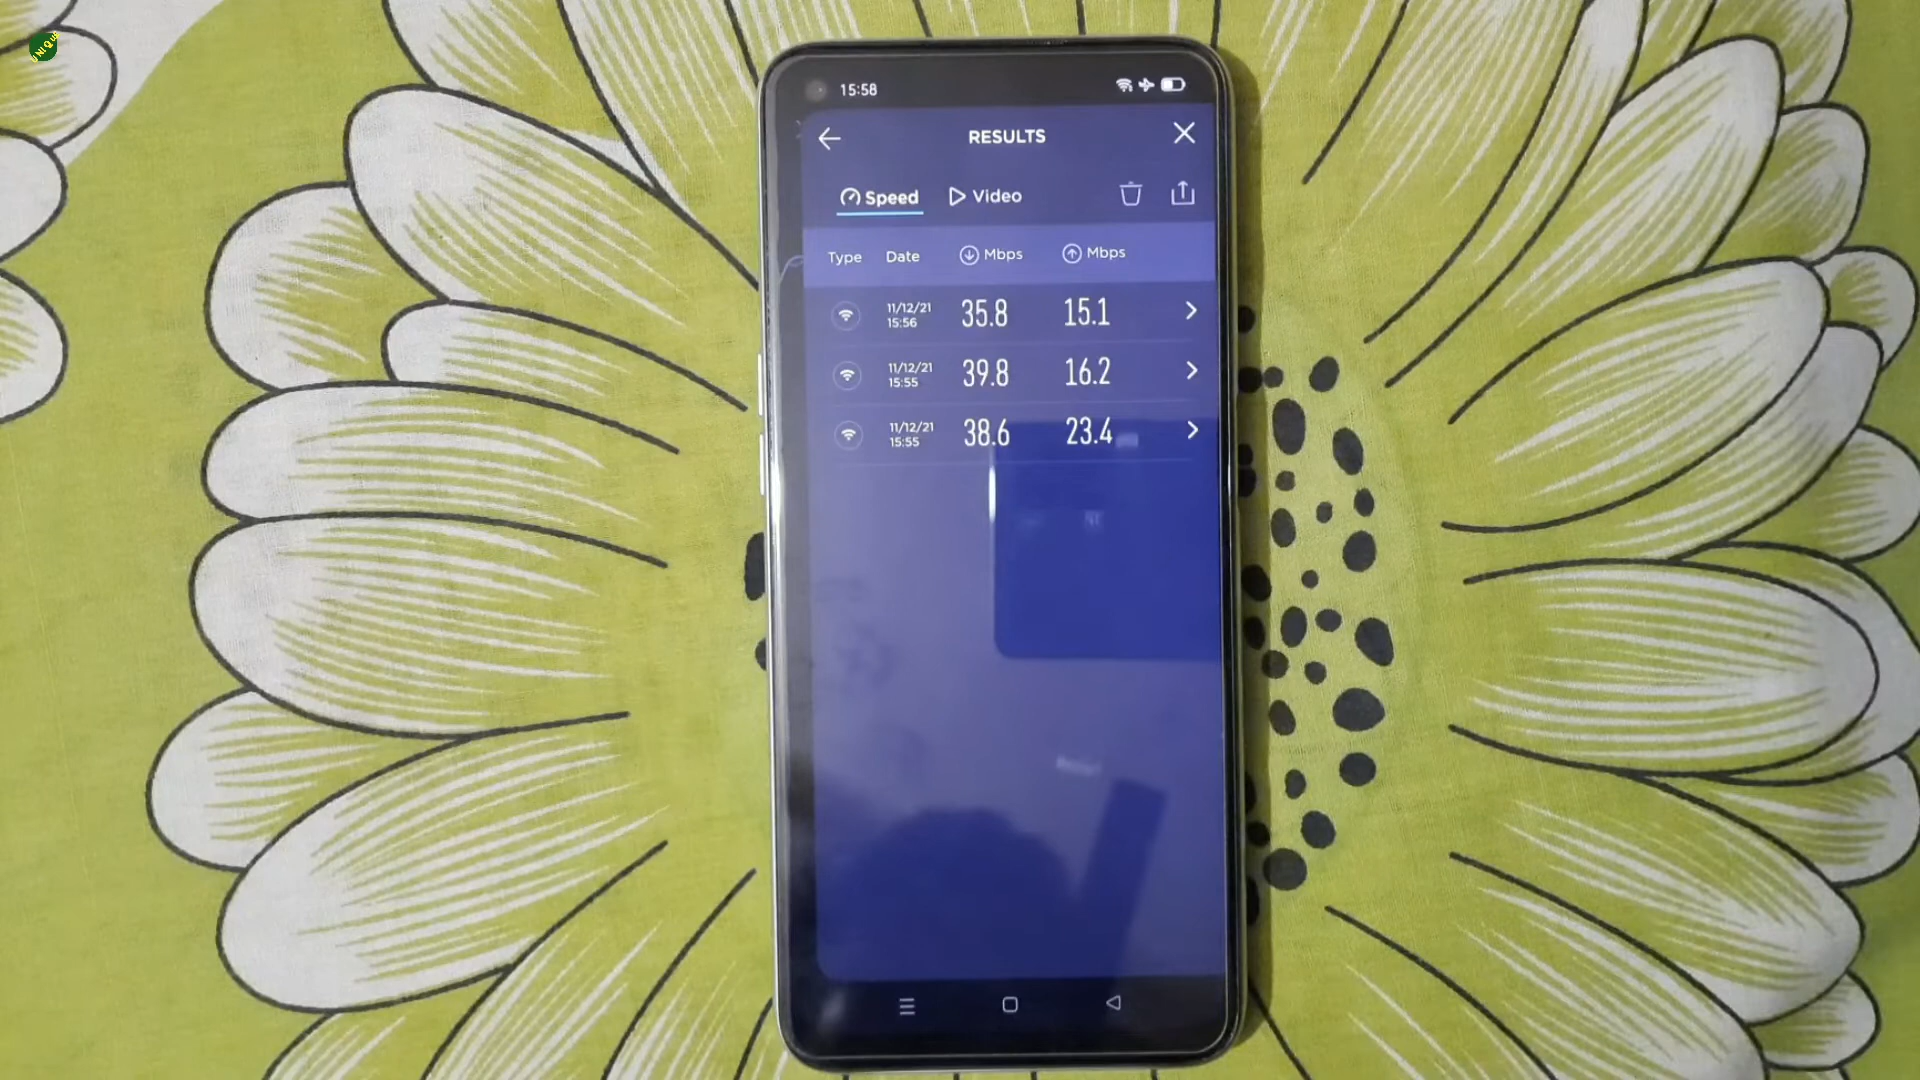 UNIQUE
15:58
RESULTS
Speed Video
Type Date Mbps Mbps
11/12/21
15:56
35.8 15.1
11/12/21
15:55
39.8 16.2
11/12/21
15:55
38.6 23.4